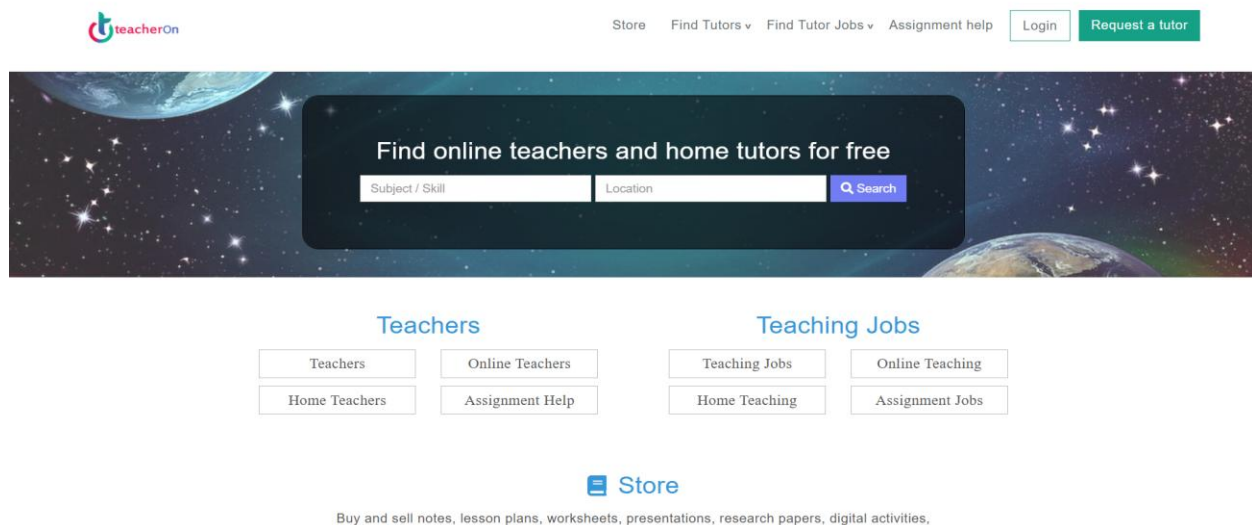 teacherOn
Store Find Tutors v Find Tutor Jobs v Assignment help Login Request a tutor
Find online teachers and home tutors for free
Subject / Skill Location Search
Teachers
Teachers Online Teachers
Home Teachers Assignment Help
Teaching Jobs
Teaching Jobs Online Teaching
Home Teaching Assignment Jobs
Store
Buy and sell notes, lesson plans, worksheets, presentations, research papers, digital activities,